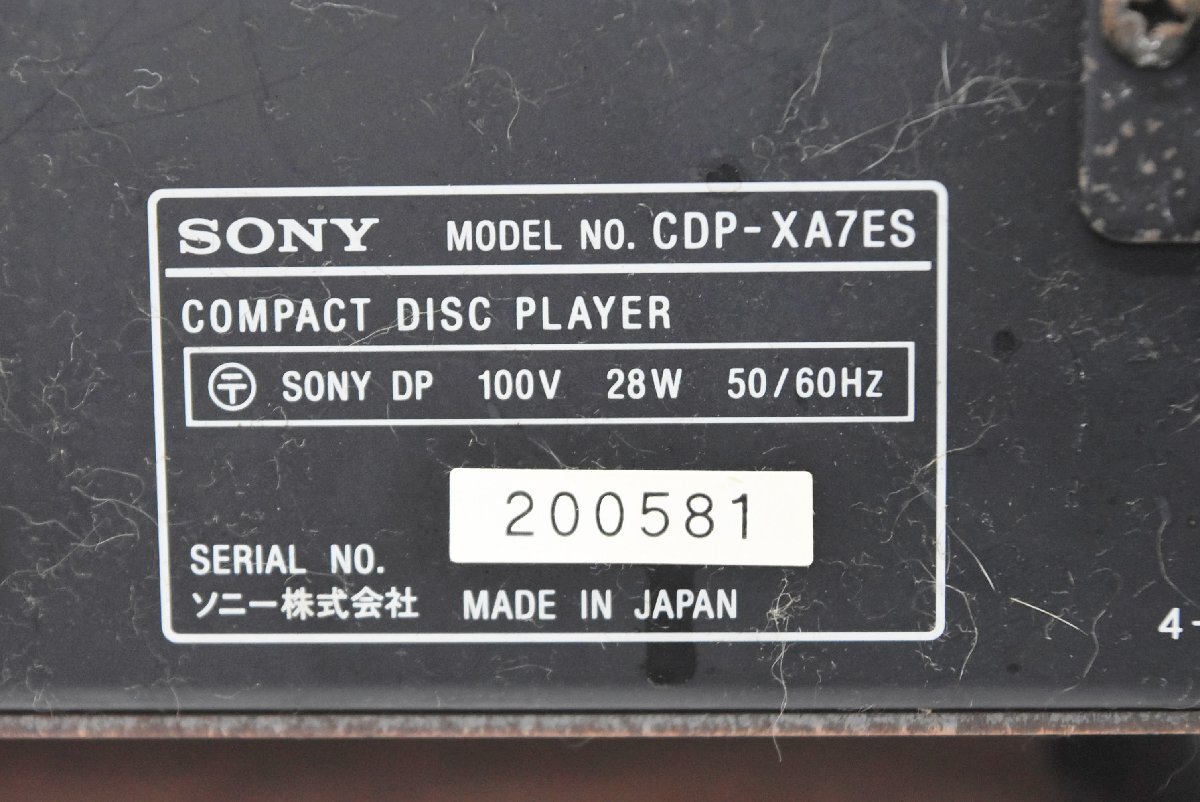 SONY MODEL NO. CDP-XA7ES
COMPACT DISC PLAYER
〒 SONY DP 100V 28W 50/60HZ
200581
SERIAL NO.
ソニー株式会社 MADE IN JAPAN
4-